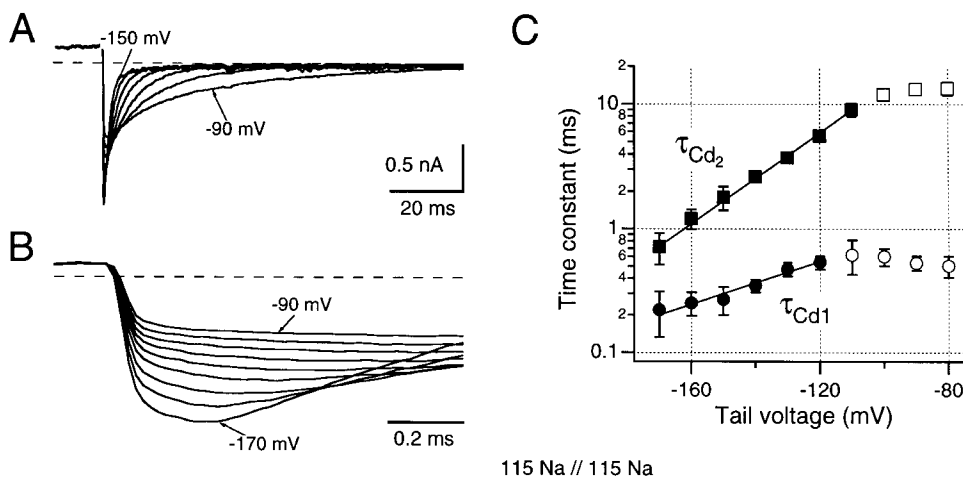 A
-150 mV
-90 mV
0.5 nA
20 ms
B
-90 mV
-170 mV
0.2 ms
C
Time constant (ms)
2
10
8
6
4
2
1
8
6
4
2
0.1
τCd2
τCd1
-160
-120
-80
Tail voltage (mV)
115 Na // 115 Na